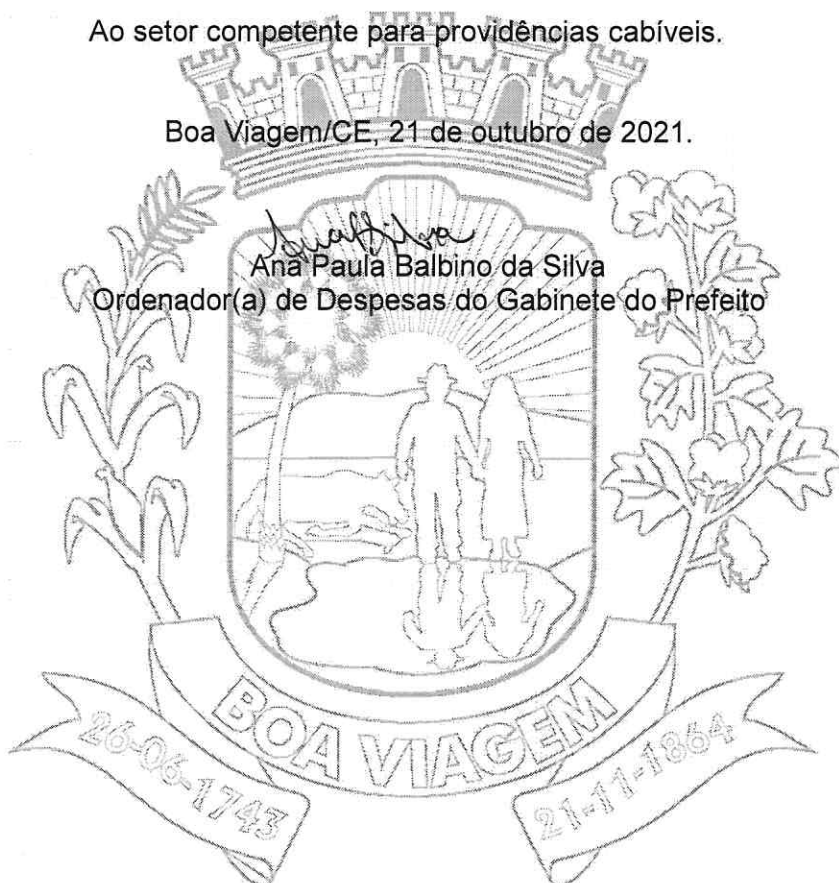 Ao setor competente para providências cabíveis.
Boa Viagem/CE, 21 de outubro de 2021.
Ana Paula Balbino da Silva
Ordenador(a) de Despesas do Gabinete do Prefeito
BOA VIAGEM
26-06-1743
21-11-1864